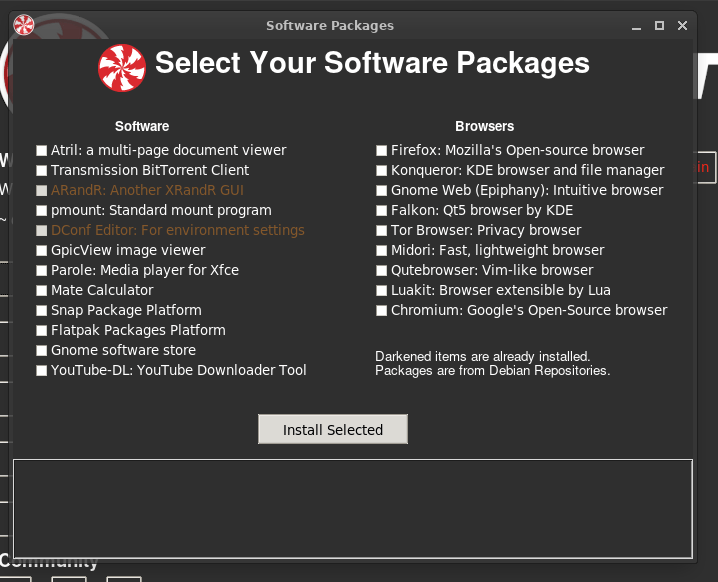 Software Packages
Select Your Software Packages
Software
Atril: a multi-page document viewer
Transmission BitTorrent Client
ARandR: Another XRandR GUI
pmount: Standard mount program
DConf Editor: For environment settings
GpicView image viewer
Parole: Media player for Xfce
Mate Calculator
Snap Package Platform
Flatpak Packages Platform
Gnome software store
YouTube-DL: YouTube Downloader Tool
Browsers
Firefox: Mozilla's Open-source browser
Konqueror: KDE browser and file manager
Gnome Web (Epiphany): Intuitive browser
Falkon: Qt5 browser by KDE
Tor Browser: Privacy browser
Midori: Fast, lightweight browser
Qutebrowser: Vim-like browser
Luakit: Browser extensible by Lua
Chromium: Google's Open-Source browser
Darkened items are already installed.
Packages are from Debian Repositories.
Install Selected
in
Community